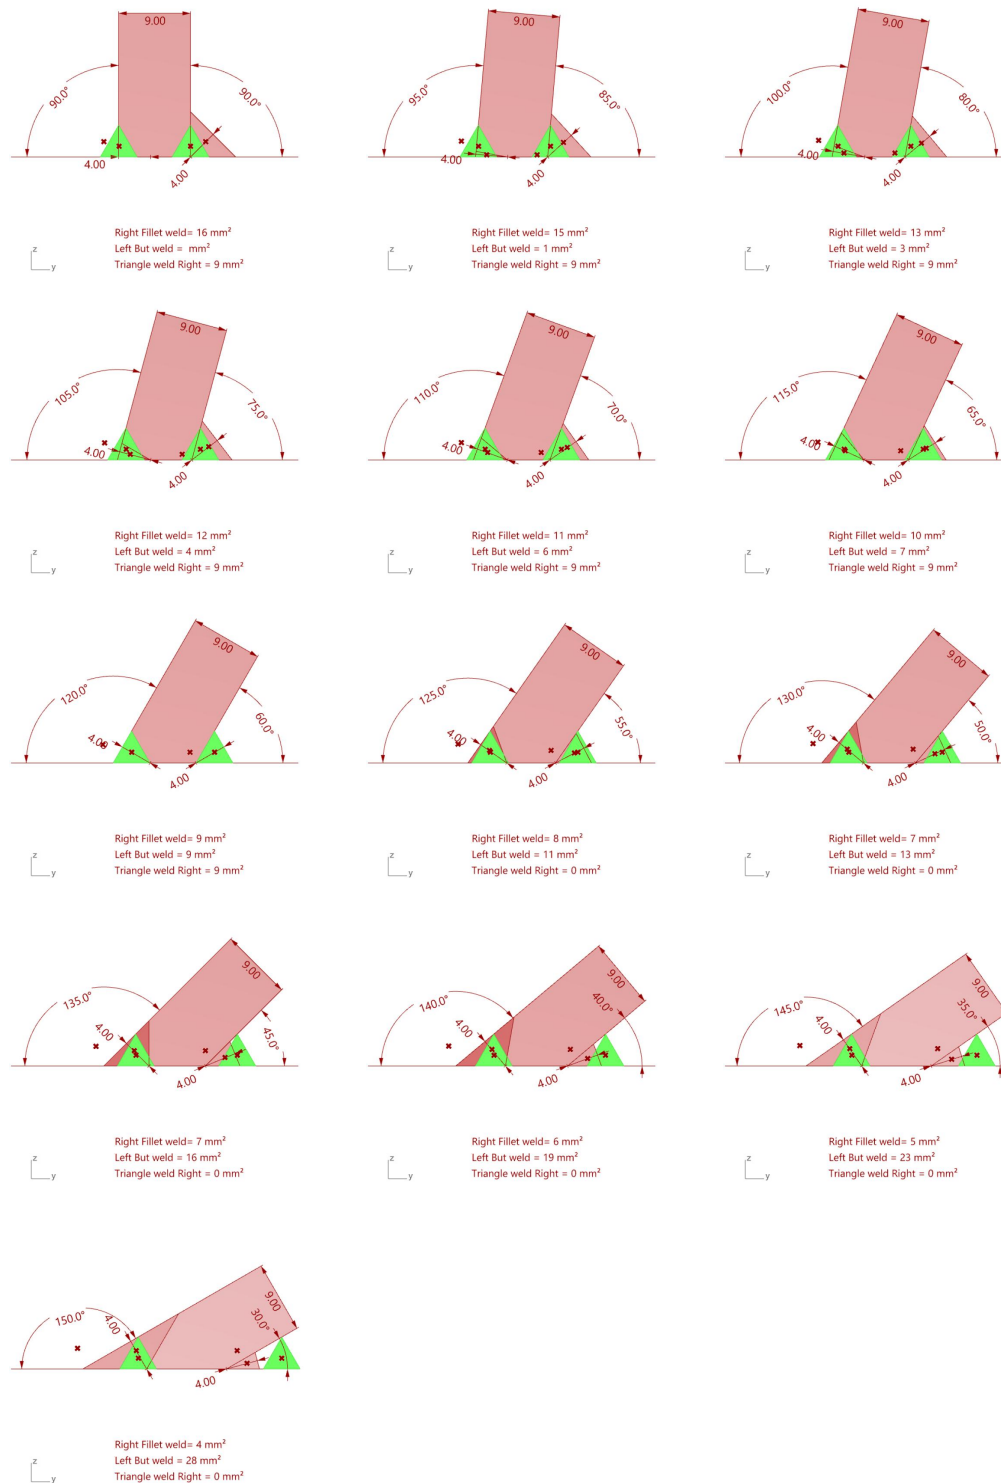 9.00
90.0°
90.0°
4.00
4.00
Right Fillet weld= 16 mm²
Left But weld = mm²
Triangle weld Right = 9 mm²
z
y
9.00
95.0°
85.0°
4.00
4.00
Right Fillet weld= 15 mm²
Left But weld = 1 mm²
Triangle weld Right = 9 mm²
z
y
9.00
100.0°
80.0°
4.00
4.00
Right Fillet weld= 13 mm²
Left But weld = 3 mm²
Triangle weld Right = 9 mm²
z
y
9.00
105.0°
75.0°
4.00
4.00
Right Fillet weld= 12 mm²
Left But weld = 4 mm²
Triangle weld Right = 9 mm²
z
y
9.00
110.0°
70.0°
4.00
4.00
Right Fillet weld= 11 mm²
Left But weld = 6 mm²
Triangle weld Right = 9 mm²
z
y
9.00
115.0°
65.0°
4.00
4.00
Right Fillet weld= 10 mm²
Left But weld = 7 mm²
Triangle weld Right = 9 mm²
z
y
9.00
120.0°
60.0°
4.00
4.00
Right Fillet weld= 9 mm²
Left But weld = 9 mm²
Triangle weld Right = 9 mm²
z
y
9.00
125.0°
55.0°
4.00
4.00
Right Fillet weld= 8 mm²
Left But weld = 11 mm²
Triangle weld Right = 0 mm²
z
y
9.00
130.0°
50.0°
4.00
4.00
Right Fillet weld= 7 mm²
Left But weld = 13 mm²
Triangle weld Right = 0 mm²
z
y
9.00
135.0°
45.0°
4.00
4.00
Right Fillet weld= 7 mm²
Left But weld = 16 mm²
Triangle weld Right = 0 mm²
z
y
9.00
140.0°
40.0°
4.00
4.00
Right Fillet weld= 6 mm²
Left But weld = 19 mm²
Triangle weld Right = 0 mm²
z
y
9.00
145.0°
35.0°
4.00
4.00
Right Fillet weld= 5 mm²
Left But weld = 23 mm²
Triangle weld Right = 0 mm²
z
y
9.00
150.0°
30.0°
4.00
4.00
Right Fillet weld= 4 mm²
Left But weld = 28 mm²
Triangle weld Right = 0 mm²
z
y